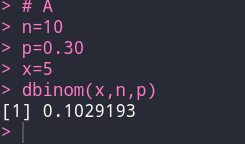 > # A
> n=10
> p=0.30
> x=5
> dbinom(x,n,p)
[1] 0.1029193
>